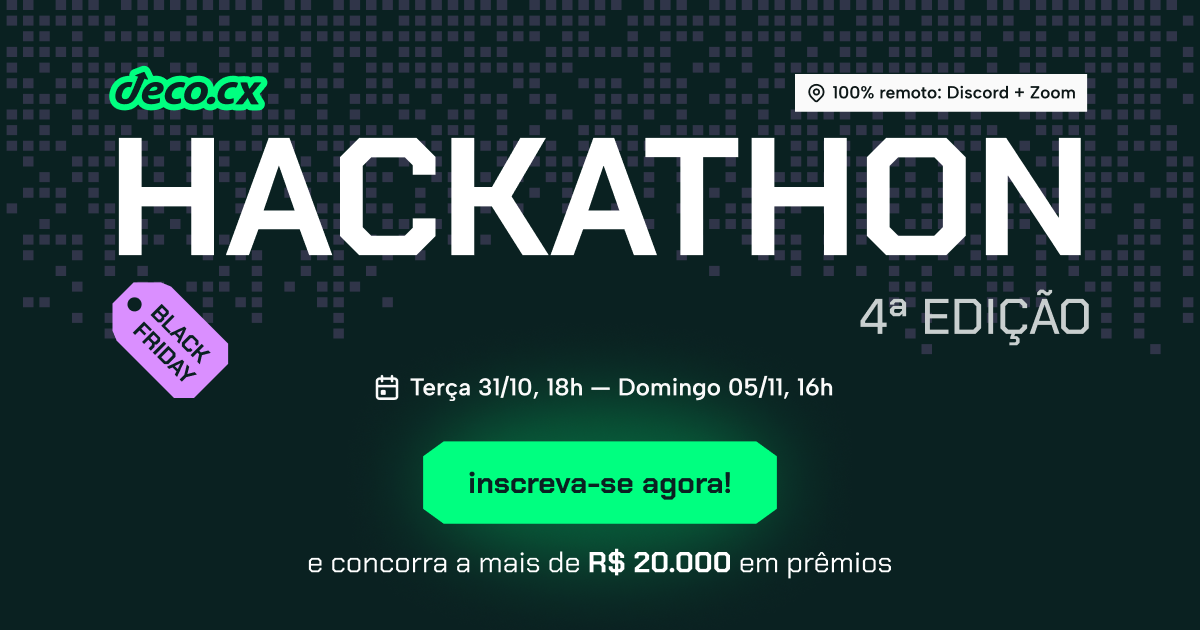 deco.cx
100% remoto: Discord + Zoom
HACKATHON
BLACK
FRIDAY
4ª EDIÇÃO
Terça 31/10, 18h — Domingo 05/11, 16h
inscreva-se agora!
e concorra a mais de R$ 20.000 em prêmios